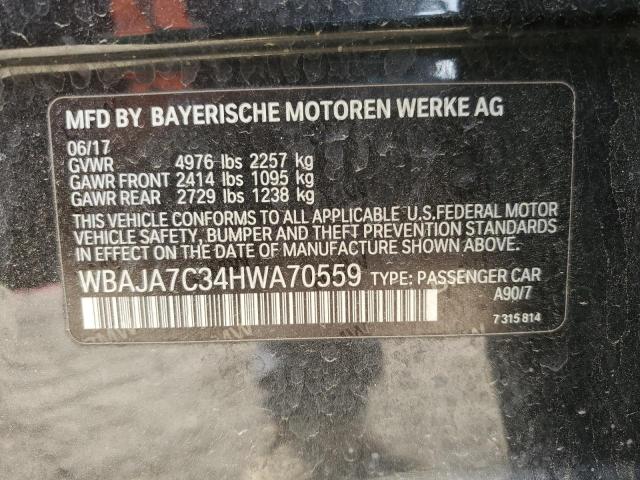 MFD BY BAYERISCHE MOTOREN WERKE AG
06/17
GVWR 4976 lbs 2257 kg
GAWR FRONT 2414 lbs 1095 kg
GAWR REAR 2729 lbs 1238 kg
THIS VEHICLE CONFORMS TO ALL APPLICABLE U.S.FEDERAL MOTOR
VEHICLE SAFETY, BUMPER AND THEFT PREVENTION STANDARDS
IN EFFECT ON THE DATE OF MANUFACTURE SHOWN ABOVE.
WBAJA7C34HWA70559 TYPE: PASSENGER CAR
A90/7
7 315 814